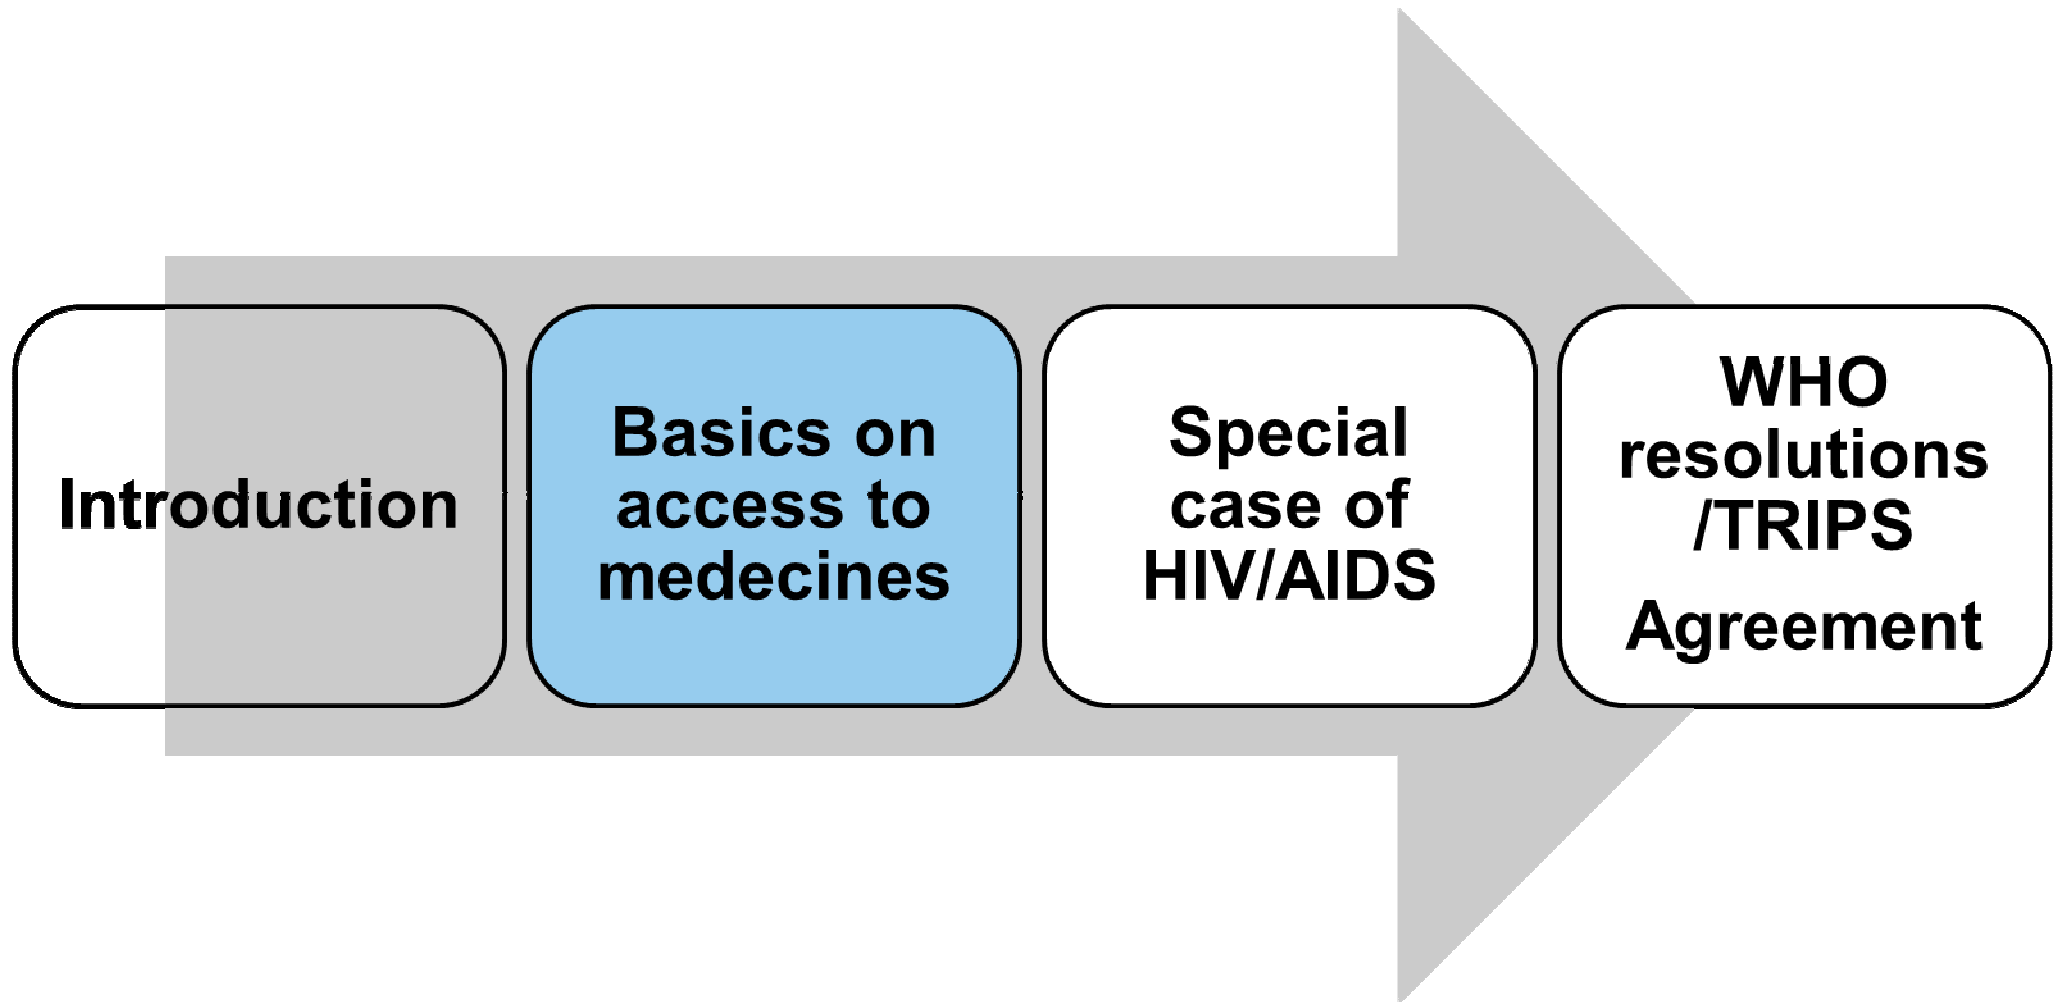 Introduction
Basics on
access to
medecines
Special
case of
HIV/AIDS
WHO
resolutions
/TRIPS
Agreement